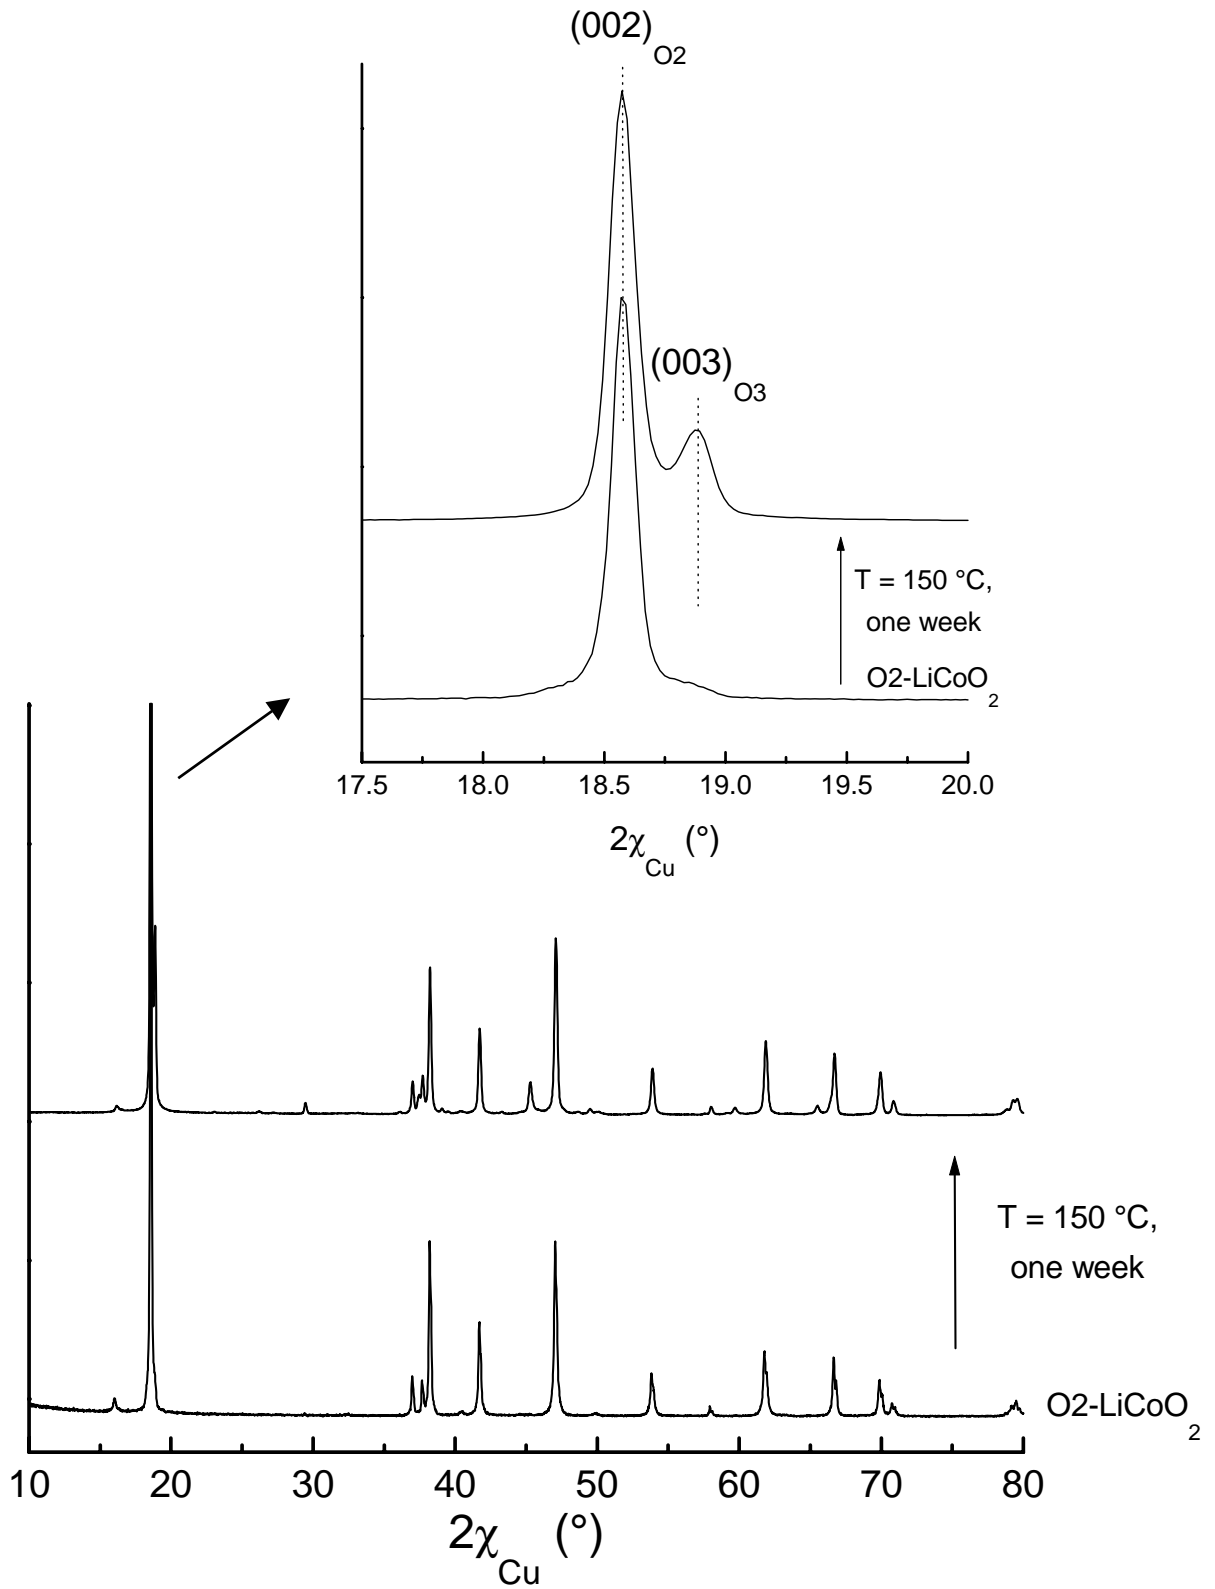 (002)O2
(003)O3
T = 150 °C,
one week
O2-LiCoO2
17.5 18.0 18.5 19.0 19.5 20.0
2χCu (°)
T = 150 °C,
one week
O2-LiCoO2
10 20 30 40 50 60 70 80
2χCu (°)